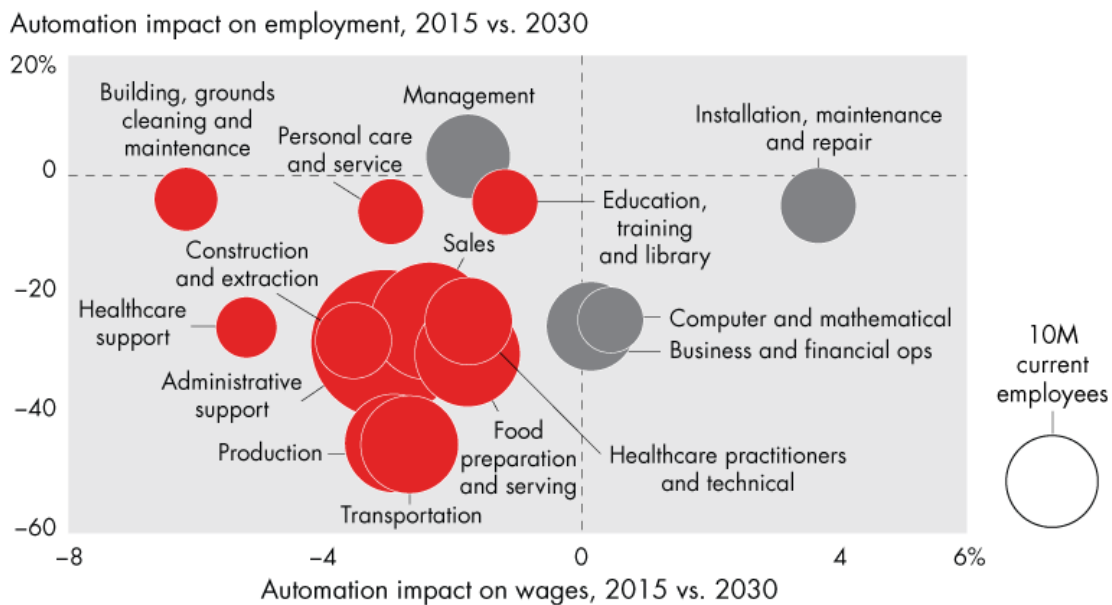 Automation impact on employment, 2015 vs. 2030
20%
0
−20
−40
−60
Building, grounds
cleaning and
maintenance
Personal care
and service
Management
Installation, maintenance
and repair
Education,
training
and library
Sales
Construction
and extraction
Healthcare
support
Administrative
support
Production
Transportation
Food
preparation
and serving
Healthcare practitioners
and technical
Computer and mathematical
Business and financial ops
10M
current
employees
−8
−4
0
4
6%
Automation impact on wages, 2015 vs. 2030